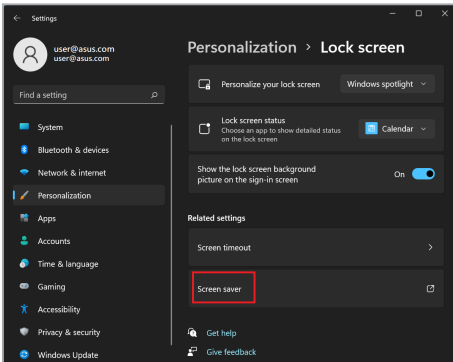 Settings
user@asus.com
user@asus.com
Find a setting
System
Bluetooth & devices
Network & internet
Personalization
Apps
Accounts
Time & language
Gaming
Accessibility
Privacy & security
Windows Update
Personalization > Lock screen
Personalize your lock screen
Windows spotlight
Lock screen status
Choose an app to show detailed status
on the lock screen
Calendar
Show the lock screen background
picture on the sign-in screen
On
Related settings
Screen timeout
Screen saver
Get help
Give feedback